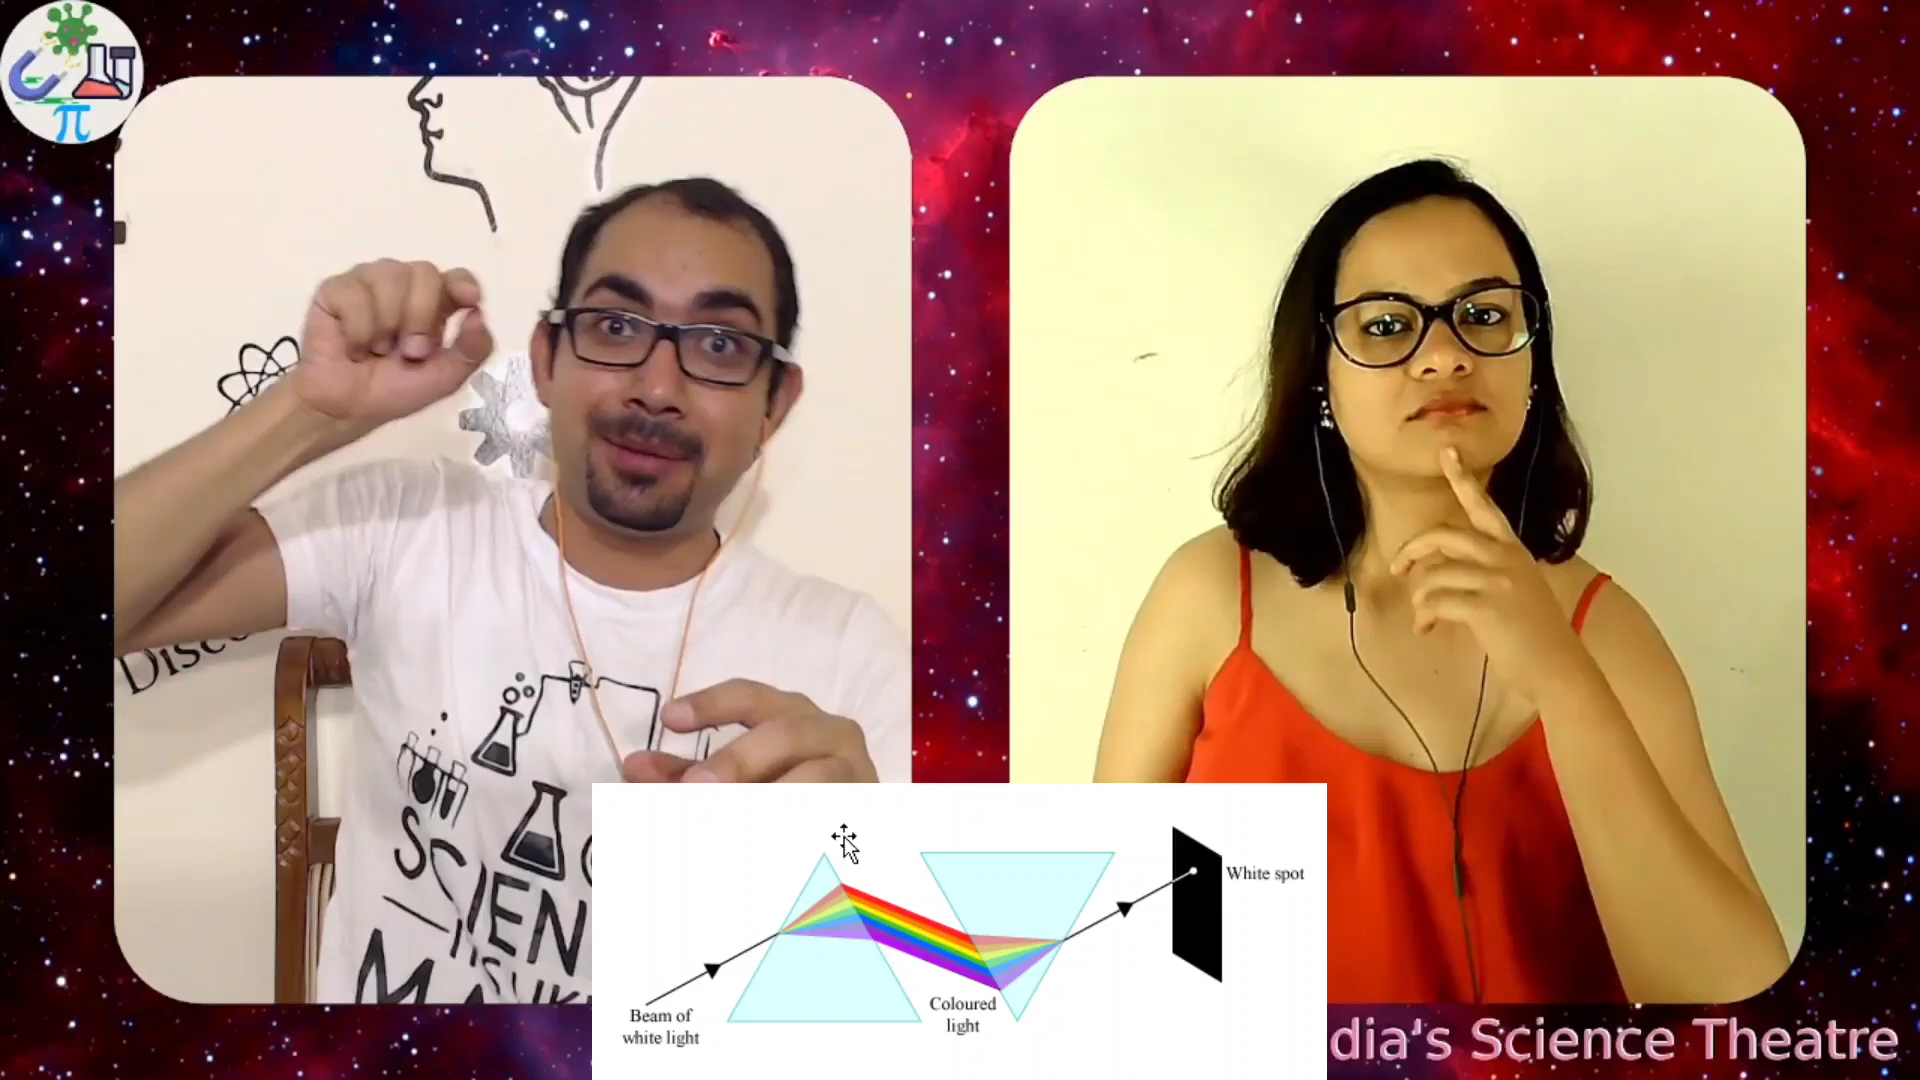 π
Disc
SCIEN
White spot
Beam of
white light
Coloured
light
dia's Science Theatre